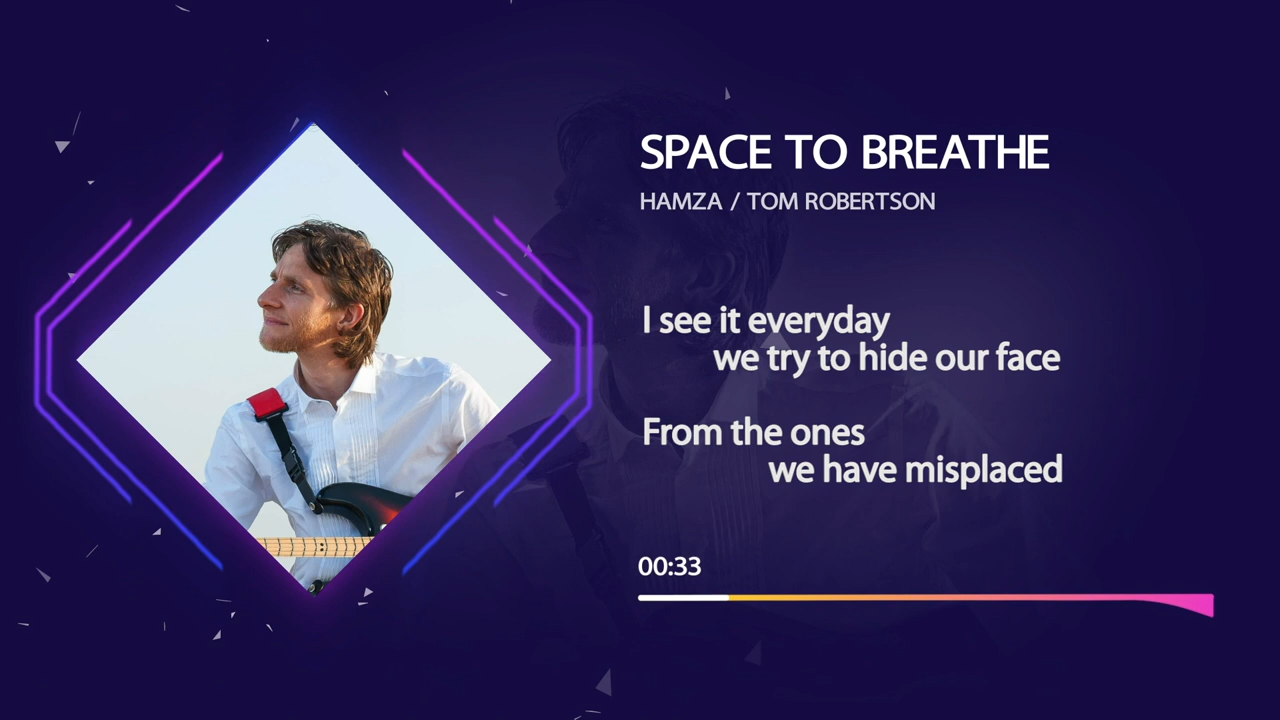 SPACE TO BREATHE
HAMZA / TOM ROBERTSON
I see it everyday
we try to hide our face
From the ones
we have misplaced
00:33